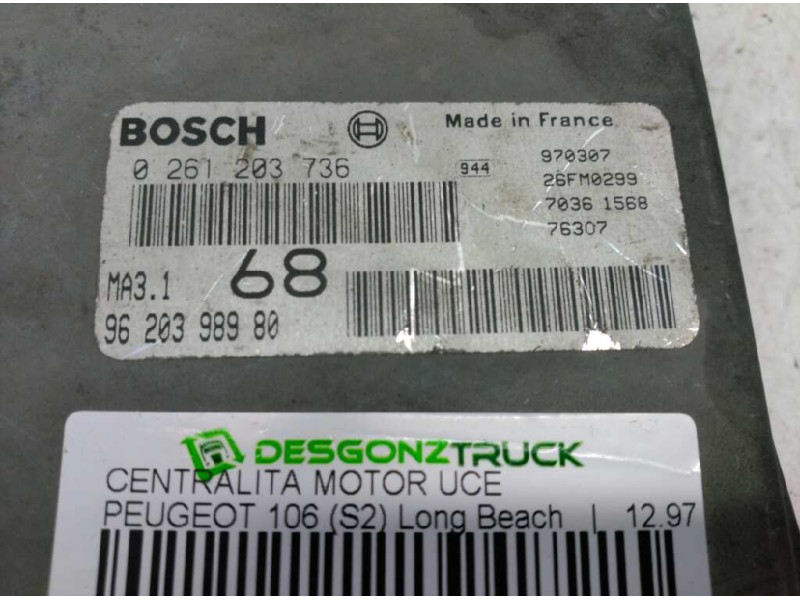 BOSCH
Made in France
0 261 203 736
944
970307
26FM0299
7036 1568
76307
MA3.1
68
96 203 989 80
DESGONZTRUCK
CENTRALITA MOTOR UCE
PEUGEOT 106 (S2) Long Beach | 12.97